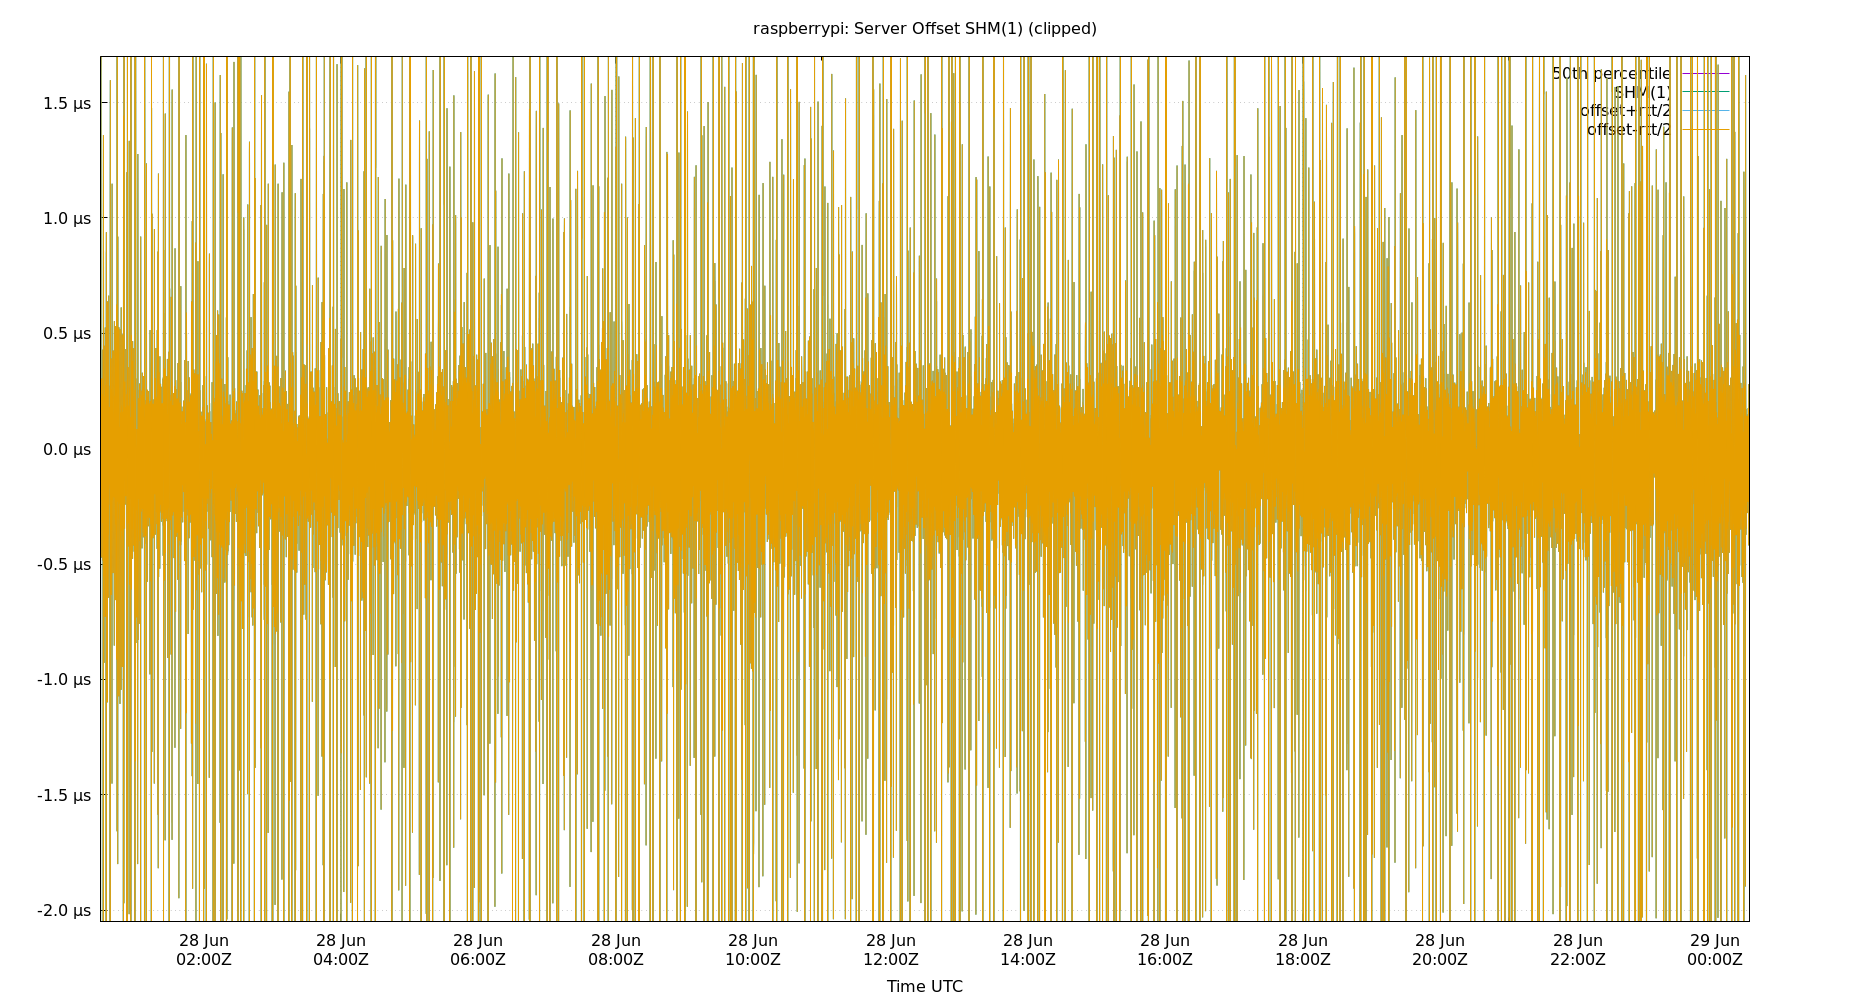 raspberrypi: Server Offset SHM(1) (clipped)
50th percentile
SHM(1)
offset+rtt/2
offset-rtt/2
1.5 µs
1.0 µs
0.5 µs
0.0 µs
-0.5 µs
-1.0 µs
-1.5 µs
-2.0 µs
28 Jun 28 Jun 28 Jun 28 Jun 28 Jun 28 Jun 28 Jun 28 Jun 28 Jun 28 Jun 28 Jun 29 Jun
02:00Z 04:00Z 06:00Z 08:00Z 10:00Z 12:00Z 14:00Z 16:00Z 18:00Z 20:00Z 22:00Z 00:00Z
Time UTC